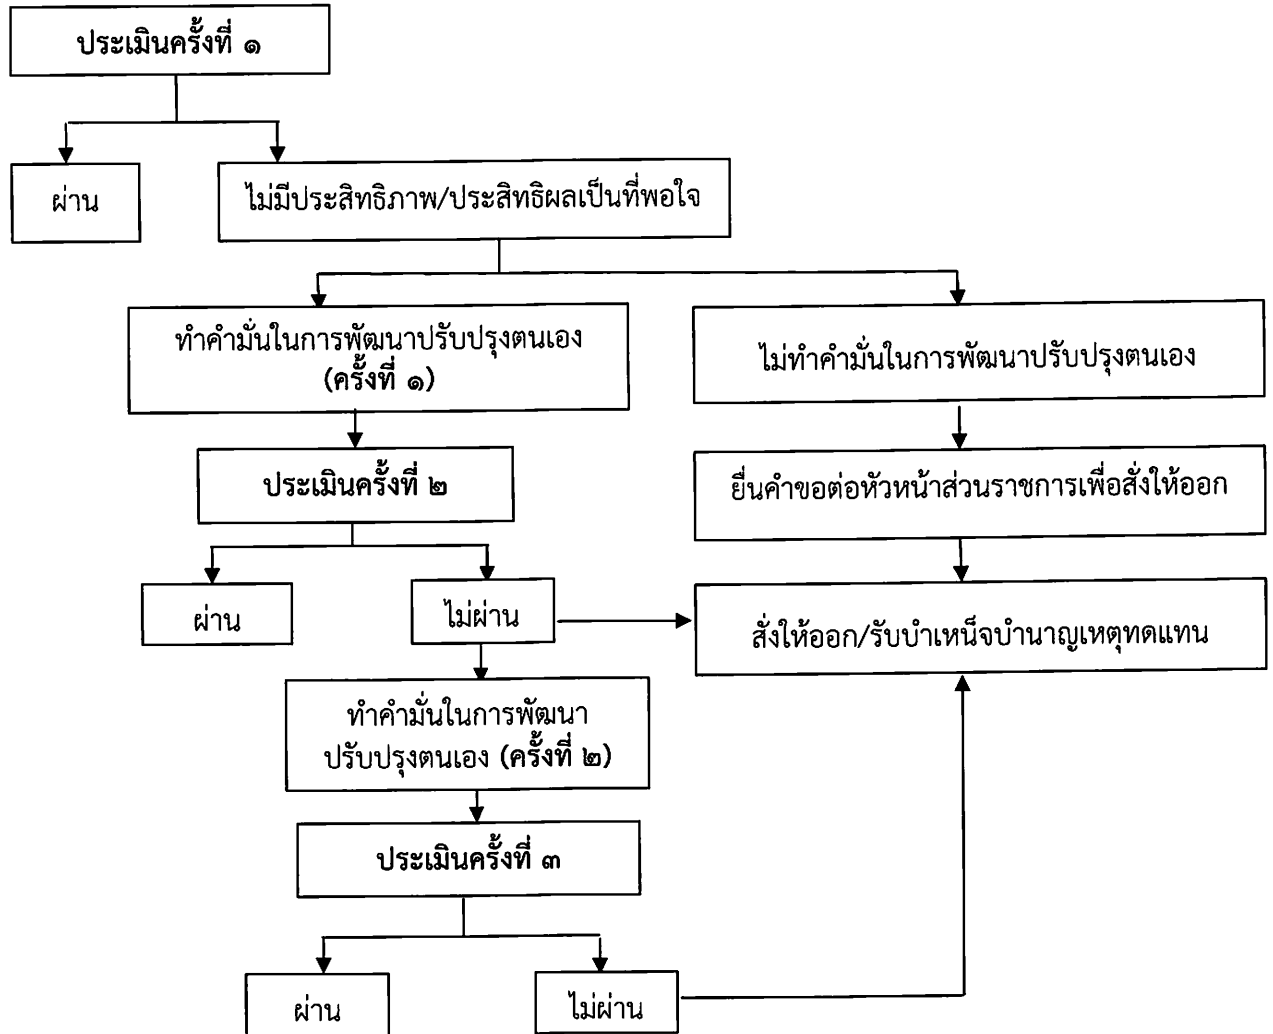 ประเมินครั้งที่ ๑
ผ่าน
ไม่มีประสิทธิภาพ/ประสิทธิผลเป็นที่พอใจ
ทำคำมั่นในการพัฒนาปรับปรุงตนเอง
(ครั้งที่ ๑)
ไม่ทำคำมั่นในการพัฒนาปรับปรุงตนเอง
ประเมินครั้งที่ ๒
ยื่นคำขอต่อหัวหน้าส่วนราชการเพื่อสั่งให้ออก
ผ่าน
ไม่ผ่าน
สั่งให้ออก/รับบำเหน็จบำนาญเหตุทดแทน
ทำคำมั่นในการพัฒนา
ปรับปรุงตนเอง (ครั้งที่ ๒)
ประเมินครั้งที่ ๓
ผ่าน
ไม่ผ่าน